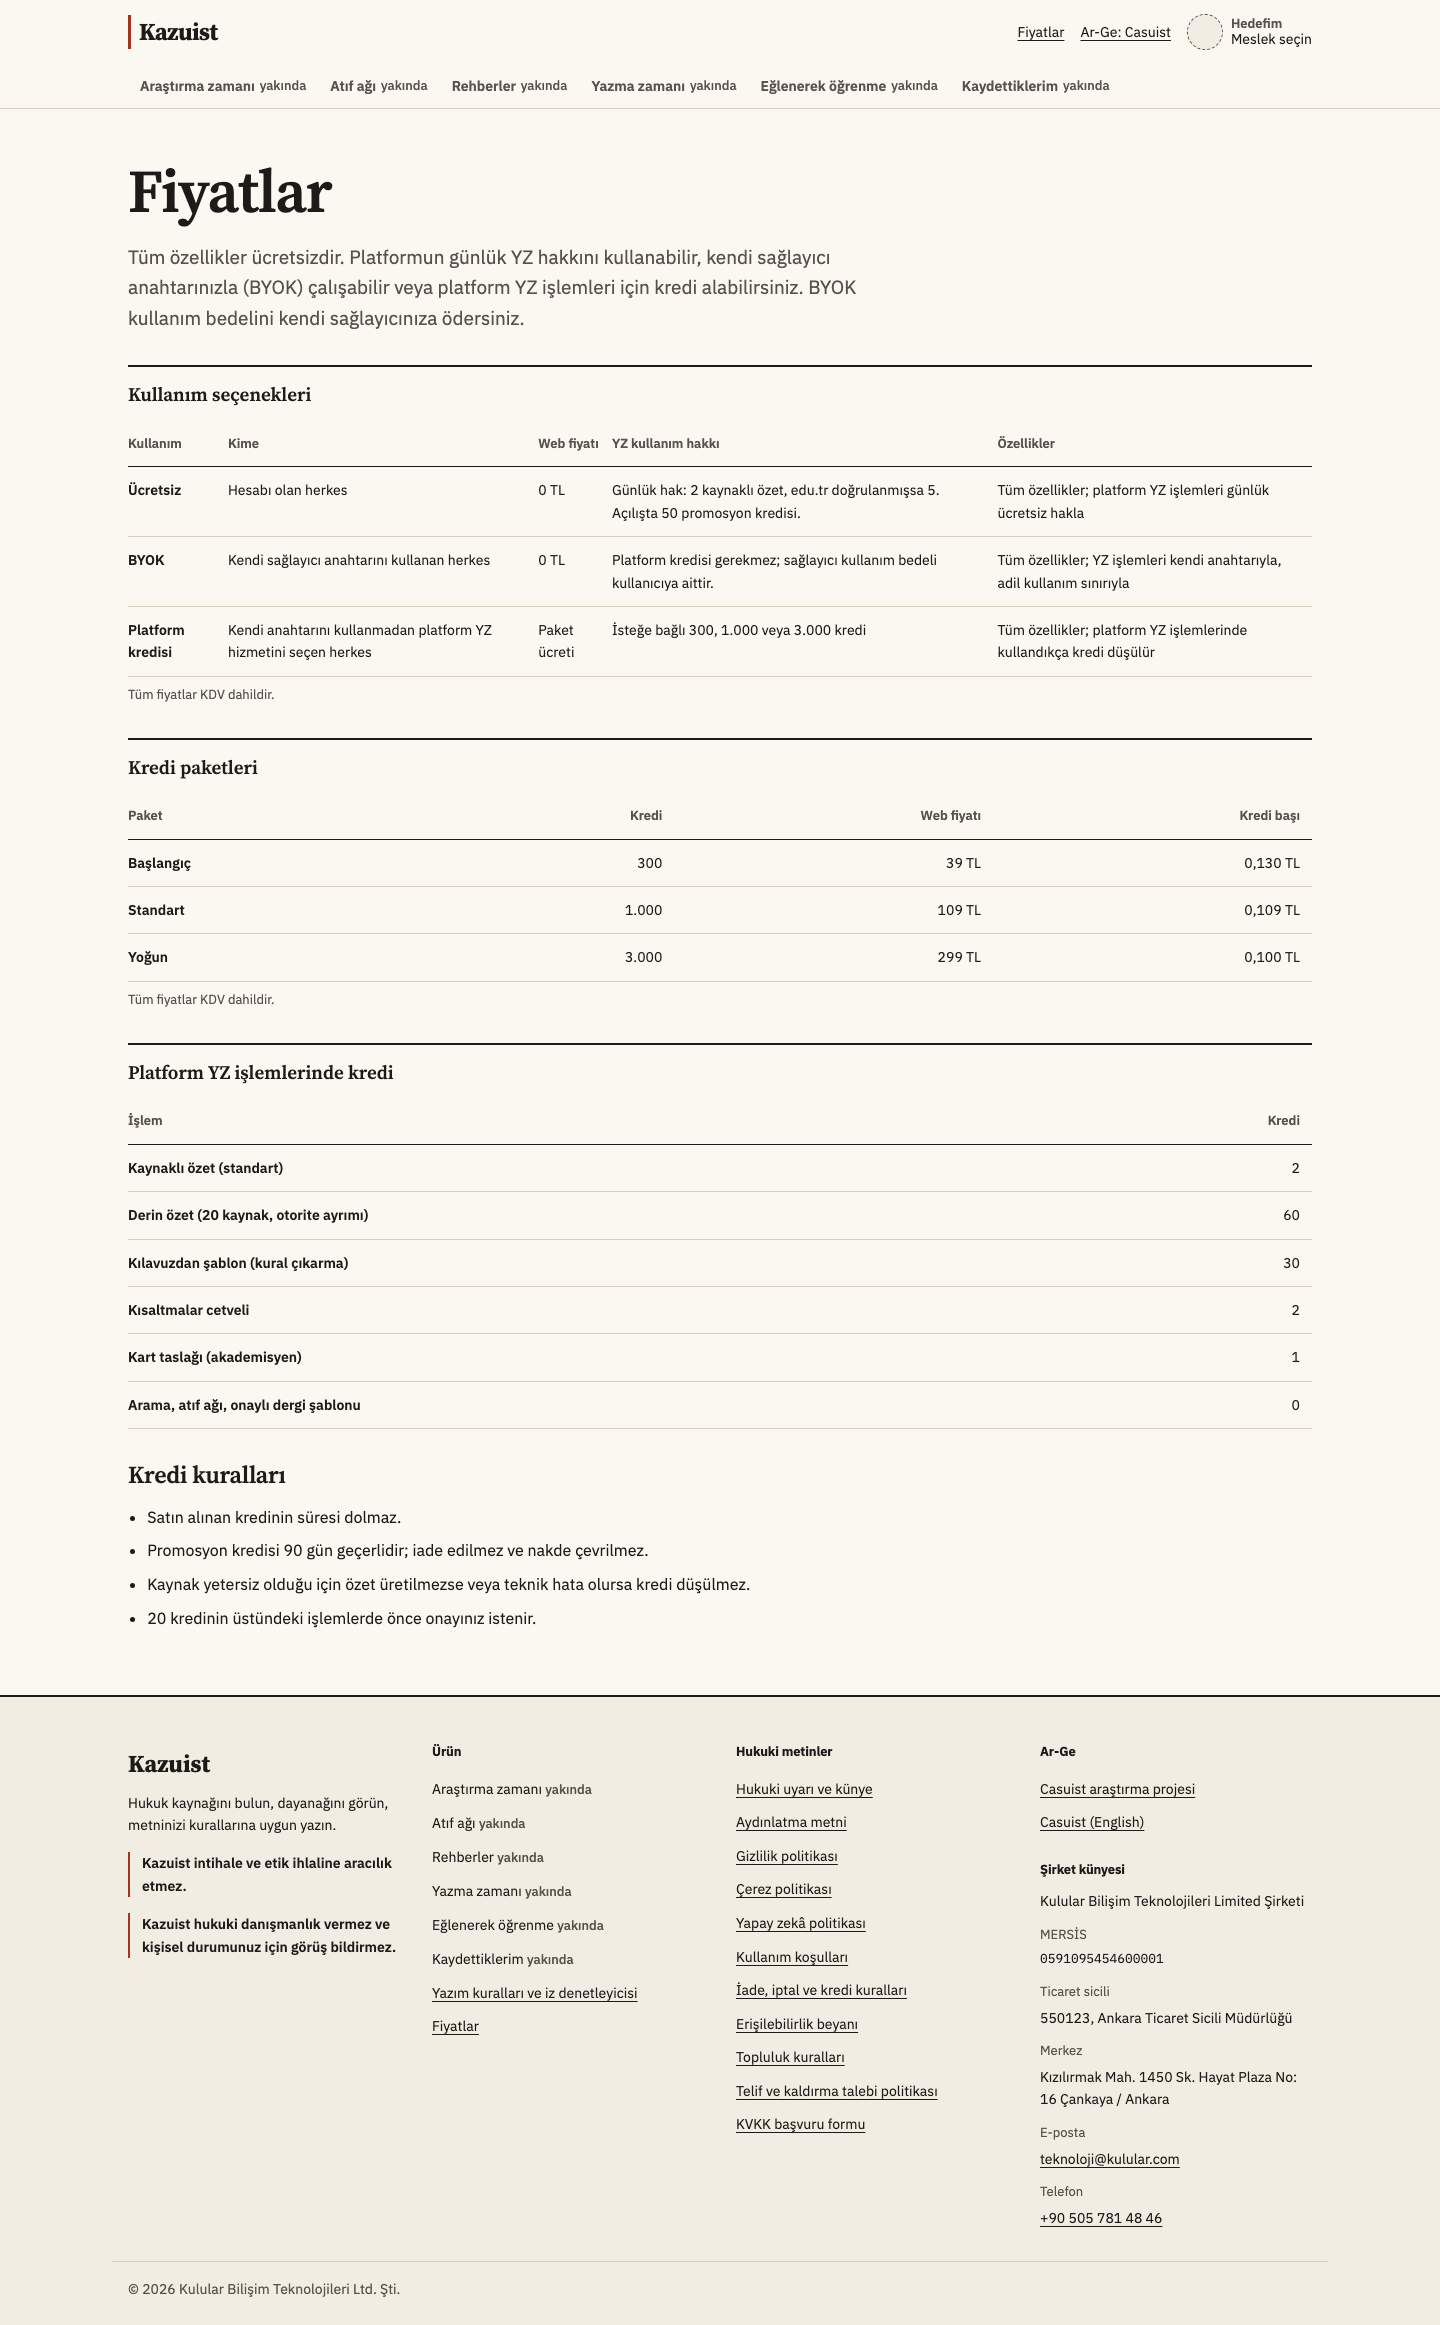 Kazuist
Fiyatlar
Ar-Ge: Casuist
Hedefim
Meslek seçin
Araştırma zamanı yakında
Atıf ağı yakında
Rehberler yakında
Yazma zamanı yakında
Eğlenerek öğrenme yakında
Kaydettiklerim yakında
Fiyatlar
Tüm özellikler ücretsizdir. Platformun günlük YZ hakkını kullanabilir, kendi sağlayıcı
anahtarınızla (BYOK) çalışabilir veya platform YZ işlemleri için kredi alabilirsiniz. BYOK
kullanım bedelini kendi sağlayıcınıza ödersiniz.
Kullanım seçenekleri
Kullanım Kime Web fiyatı YZ kullanım hakkı Özellikler
Ücretsiz Hesabı olan herkes 0 TL Günlük hak: 2 kaynaklı özet, edu.tr doğrulanmışsa 5. Tüm özellikler; platform YZ işlemleri günlük
Açılışta 50 promosyon kredisi. ücretsiz hakla
BYOK Kendi sağlayıcı anahtarını kullanan herkes 0 TL Platform kredisi gerekmez; sağlayıcı kullanım bedeli Tüm özellikler; YZ işlemleri kendi anahtarıyla,
kullanıcıya aittir. adil kullanım sınırıyla
Platform Kendi anahtarını kullanmadan platform YZ Paket İsteğe bağlı 300, 1.000 veya 3.000 kredi Tüm özellikler; platform YZ işlemlerinde
kredisi hizmetini seçen herkes ücreti kullandıkça kredi düşülür
Tüm fiyatlar KDV dahildir.
Kredi paketleri
Paket Kredi Web fiyatı Kredi başı
Başlangıç 300 39 TL 0,130 TL
Standart 1.000 109 TL 0,109 TL
Yoğun 3.000 299 TL 0,100 TL
Tüm fiyatlar KDV dahildir.
Platform YZ işlemlerinde kredi
İşlem Kredi
Kaynaklı özet (standart) 2
Derin özet (20 kaynak, otorite ayrımı) 60
Kılavuzdan şablon (kural çıkarma) 30
Kısaltmalar cetveli 2
Kart taslağı (akademisyen) 1
Arama, atıf ağı, onaylı dergi şablonu 0
Kredi kuralları
• Satın alınan kredinin süresi dolmaz.
• Promosyon kredisi 90 gün geçerlidir; iade edilmez ve nakde çevrilmez.
• Kaynak yetersiz olduğu için özet üretilmezse veya teknik hata olursa kredi düşülmez.
• 20 kredinin üstündeki işlemlerde önce onayınız istenir.
Kazuist
Hukuk kaynağını bulun, dayanağını görün,
metninizi kurallarına uygun yazın.
Kazuist intihale ve etik ihlaline aracılık
etmez.
Kazuist hukuki danışmanlık vermez ve
kişisel durumunuz için görüş bildirmez.
Ürün
Araştırma zamanı yakında
Atıf ağı yakında
Rehberler yakında
Yazma zamanı yakında
Eğlenerek öğrenme yakında
Kaydettiklerim yakında
Yazım kuralları ve iz denetleyicisi
Fiyatlar
Hukuki metinler
Hukuki uyarı ve künye
Aydınlatma metni
Gizlilik politikası
Çerez politikası
Yapay zekâ politikası
Kullanım koşulları
İade, iptal ve kredi kuralları
Erişilebilirlik beyanı
Topluluk kuralları
Telif ve kaldırma talebi politikası
KVKK başvuru formu
Ar-Ge
Casuist araştırma projesi
Casuist (English)
Şirket künyesi
Kulular Bilişim Teknolojileri Limited Şirketi
MERSİS
0591095454600001
Ticaret sicili
550123, Ankara Ticaret Sicili Müdürlüğü
Merkez
Kızılırmak Mah. 1450 Sk. Hayat Plaza No:
16 Çankaya / Ankara
E-posta
teknoloji@kulular.com
Telefon
+90 505 781 48 46
© 2026 Kulular Bilişim Teknolojileri Ltd. Şti.